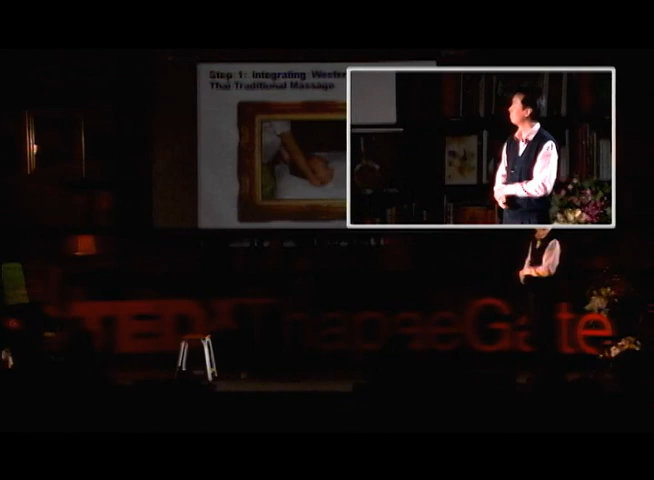 Step 1: Integrating Wester
Thai Traditional Massage
TEDxThapaeGate